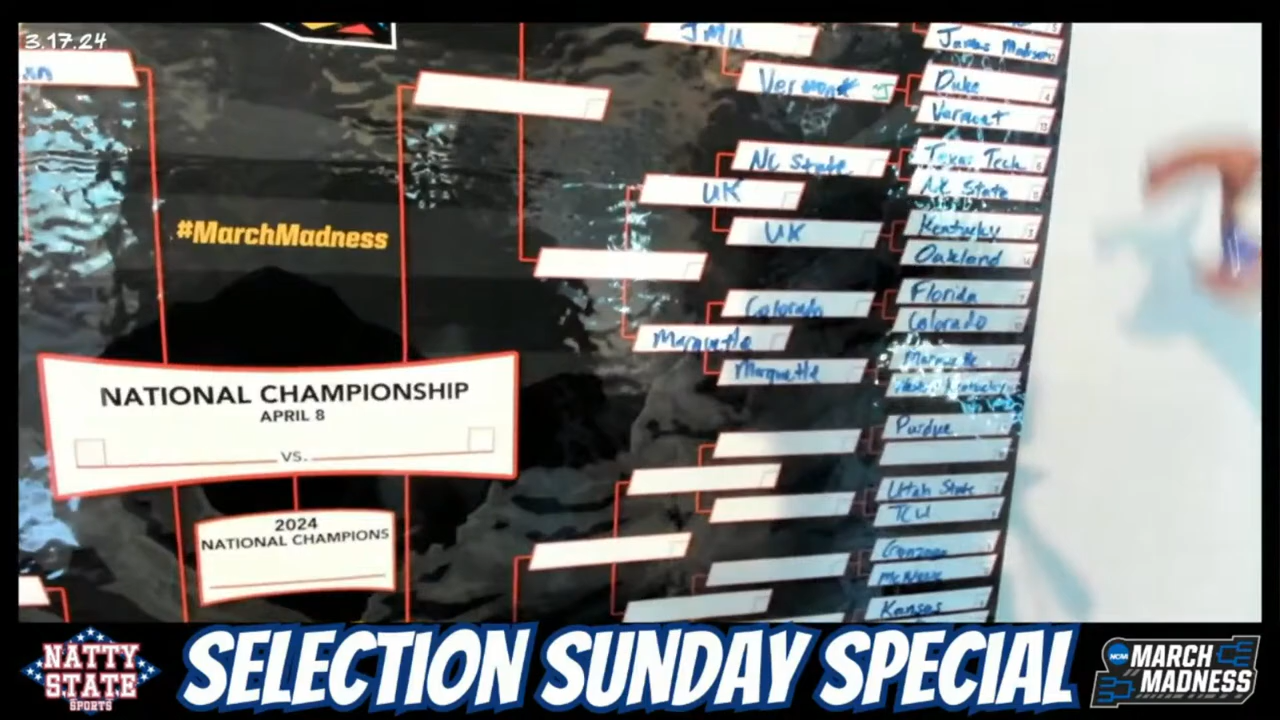 3.17.24
JMU
James Madison
Vermont
Duke
Vermont
NC State
Texas Tech
NC State
UK
UK
Kentucky
Oakland
#MarchMadness
Colorado
Florida
Colorado
Marquette
Marquette
Marquette
Western Kentucky
Purdue
NATIONAL CHAMPIONSHIP
APRIL 8
VS.
Utah State
TCU
2024
NATIONAL CHAMPIONS
Gonzaga
McNeese
Kansas
NATTY
STATE
SPORTS
SELECTION SUNDAY SPECIAL
NCAA
MARCH
MADNESS